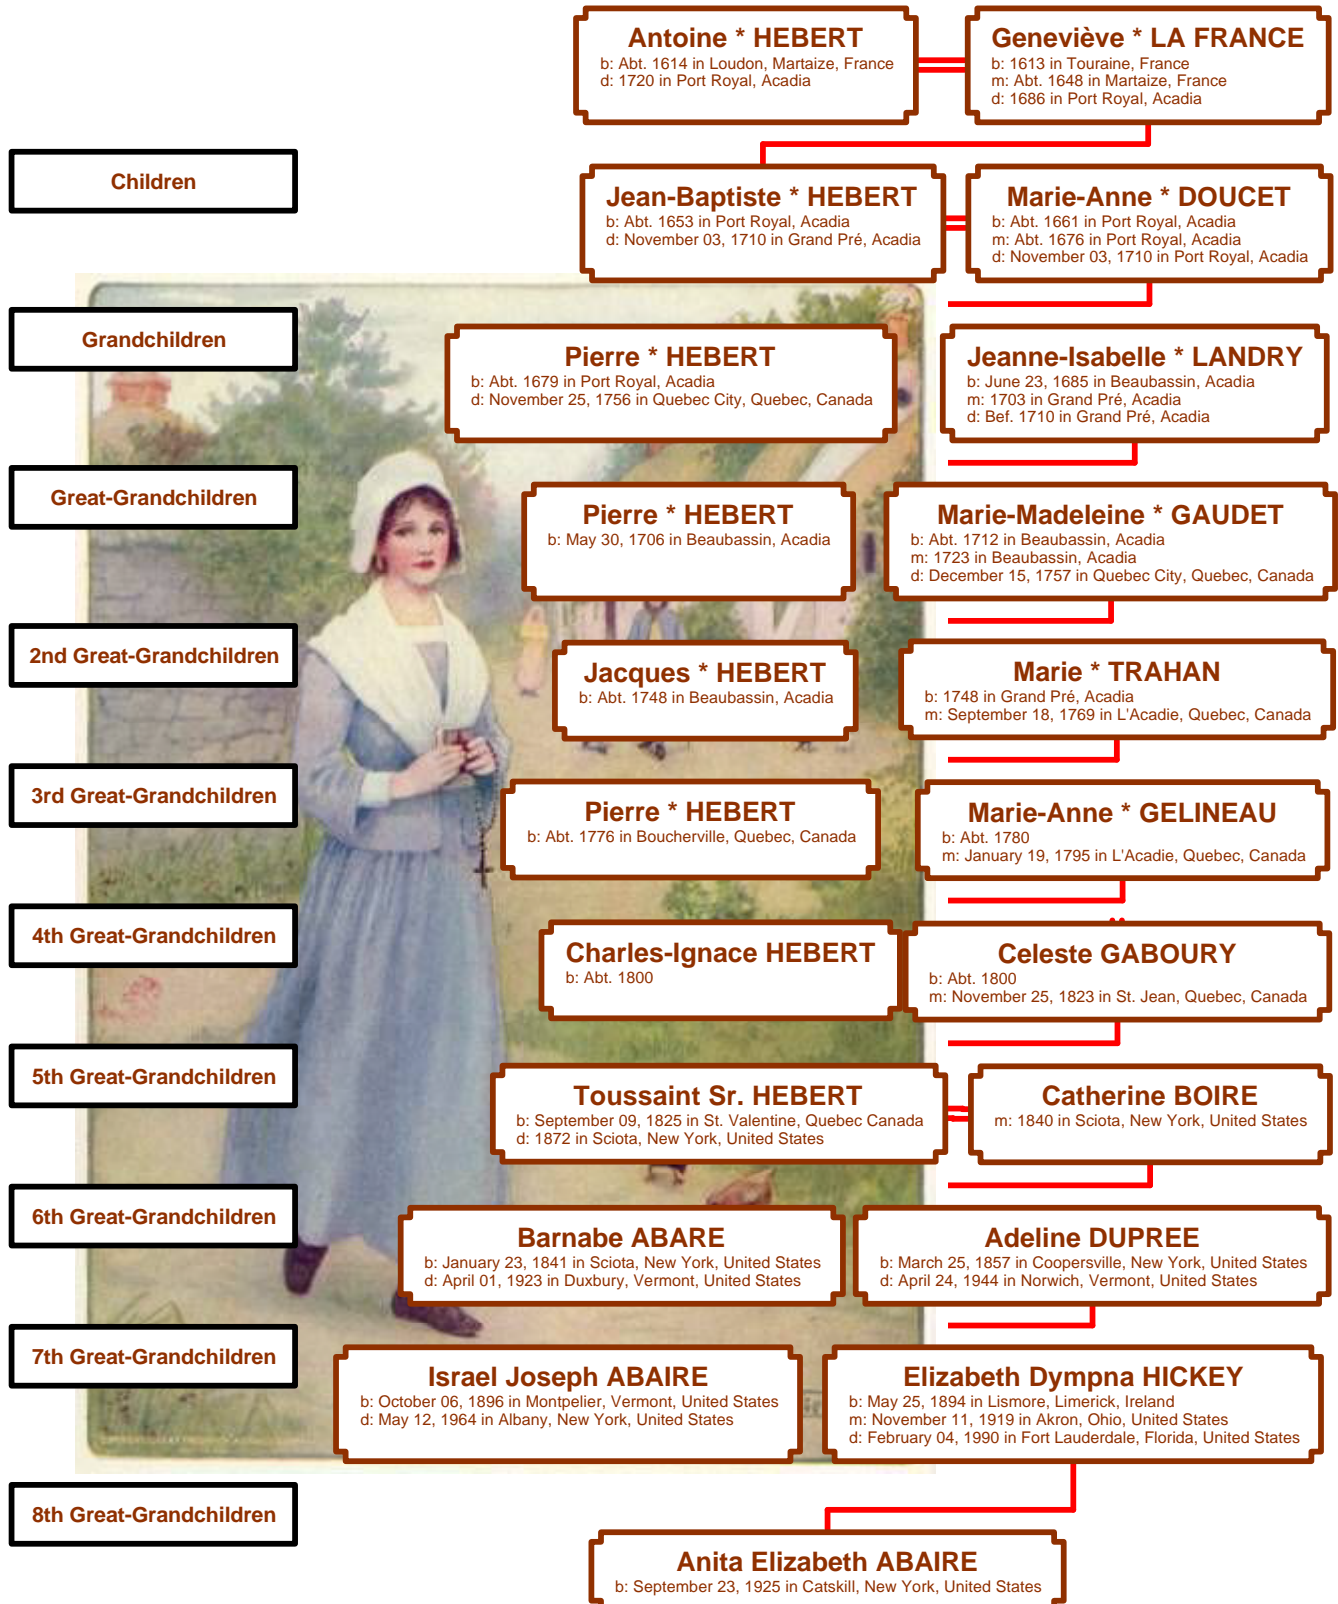 Antoine * HEBERT
b: Abt. 1614 in Loudon, Martaize, France
d: 1720 in Port Royal, Acadia
Geneviève * LA FRANCE
b: 1613 in Touraine, France
m: Abt. 1648 in Martaize, France
d: 1686 in Port Royal, Acadia
Children
Jean-Baptiste * HEBERT
b: Abt. 1653 in Port Royal, Acadia
d: November 03, 1710 in Grand Pré, Acadia
Marie-Anne * DOUCET
b: Abt. 1661 in Port Royal, Acadia
m: Abt. 1676 in Port Royal, Acadia
d: November 03, 1710 in Port Royal, Acadia
Grandchildren
Pierre * HEBERT
b: Abt. 1679 in Port Royal, Acadia
d: November 25, 1756 in Quebec City, Quebec, Canada
Jeanne-Isabelle * LANDRY
b: June 23, 1685 in Beaubassin, Acadia
m: 1703 in Grand Pré, Acadia
d: Bef. 1710 in Grand Pré, Acadia
Great-Grandchildren
Pierre * HEBERT
b: May 30, 1706 in Beaubassin, Acadia
Marie-Madeleine * GAUDET
b: Abt. 1712 in Beaubassin, Acadia
m: 1723 in Beaubassin, Acadia
d: December 15, 1757 in Quebec City, Quebec, Canada
2nd Great-Grandchildren
Jacques * HEBERT
b: Abt. 1748 in Beaubassin, Acadia
Marie * TRAHAN
b: 1748 in Grand Pré, Acadia
m: September 18, 1769 in L'Acadie, Quebec, Canada
3rd Great-Grandchildren
Pierre * HEBERT
b: Abt. 1776 in Boucherville, Quebec, Canada
Marie-Anne * GELINEAU
b: Abt. 1780
m: January 19, 1795 in L'Acadie, Quebec, Canada
4th Great-Grandchildren
Charles-Ignace HEBERT
b: Abt. 1800
Celeste GABOURY
b: Abt. 1800
m: November 25, 1823 in St. Jean, Quebec, Canada
5th Great-Grandchildren
Toussaint Sr. HEBERT
b: September 09, 1825 in St. Valentine, Quebec Canada
d: 1872 in Sciota, New York, United States
Catherine BOIRE
m: 1840 in Sciota, New York, United States
6th Great-Grandchildren
Barnabe ABARE
b: January 23, 1841 in Sciota, New York, United States
d: April 01, 1923 in Duxbury, Vermont, United States
Adeline DUPREE
b: March 25, 1857 in Coopersville, New York, United States
d: April 24, 1944 in Norwich, Vermont, United States
7th Great-Grandchildren
Israel Joseph ABAIRE
b: October 06, 1896 in Montpelier, Vermont, United States
d: May 12, 1964 in Albany, New York, United States
Elizabeth Dympna HICKEY
b: May 25, 1894 in Lismore, Limerick, Ireland
m: November 11, 1919 in Akron, Ohio, United States
d: February 04, 1990 in Fort Lauderdale, Florida, United States
8th Great-Grandchildren
Anita Elizabeth ABAIRE
b: September 23, 1925 in Catskill, New York, United States